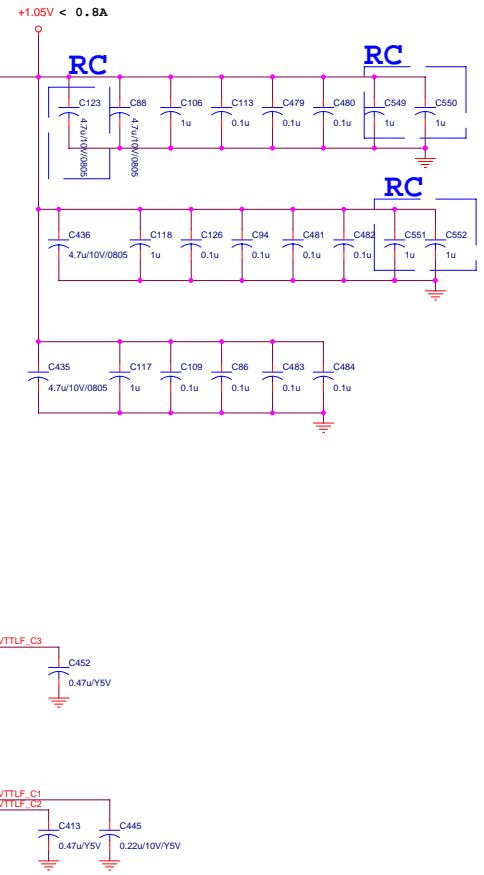 +1.05V < 0.8A
RC
RC
C123
C88
C106
C113
C479
C480
C549
C550
4.7u/10V/0805
4.7u/10V/0805
1u
0.1u
0.1u
0.1u
1u
1u
RC
C436
C118
C126
C94
C481
C482
C551
C552
4.7u/10V/0805
1u
0.1u
0.1u
0.1u
0.1u
1u
1u
C435
C117
C109
C86
C483
C484
4.7u/10V/0805
1u
0.1u
0.1u
0.1u
0.1u
VTTLF_C3
C452
0.47u/Y5V
VTTLF_C1
VTTLF_C2
C413
C445
0.47u/Y5V
0.22u/10V/Y5V